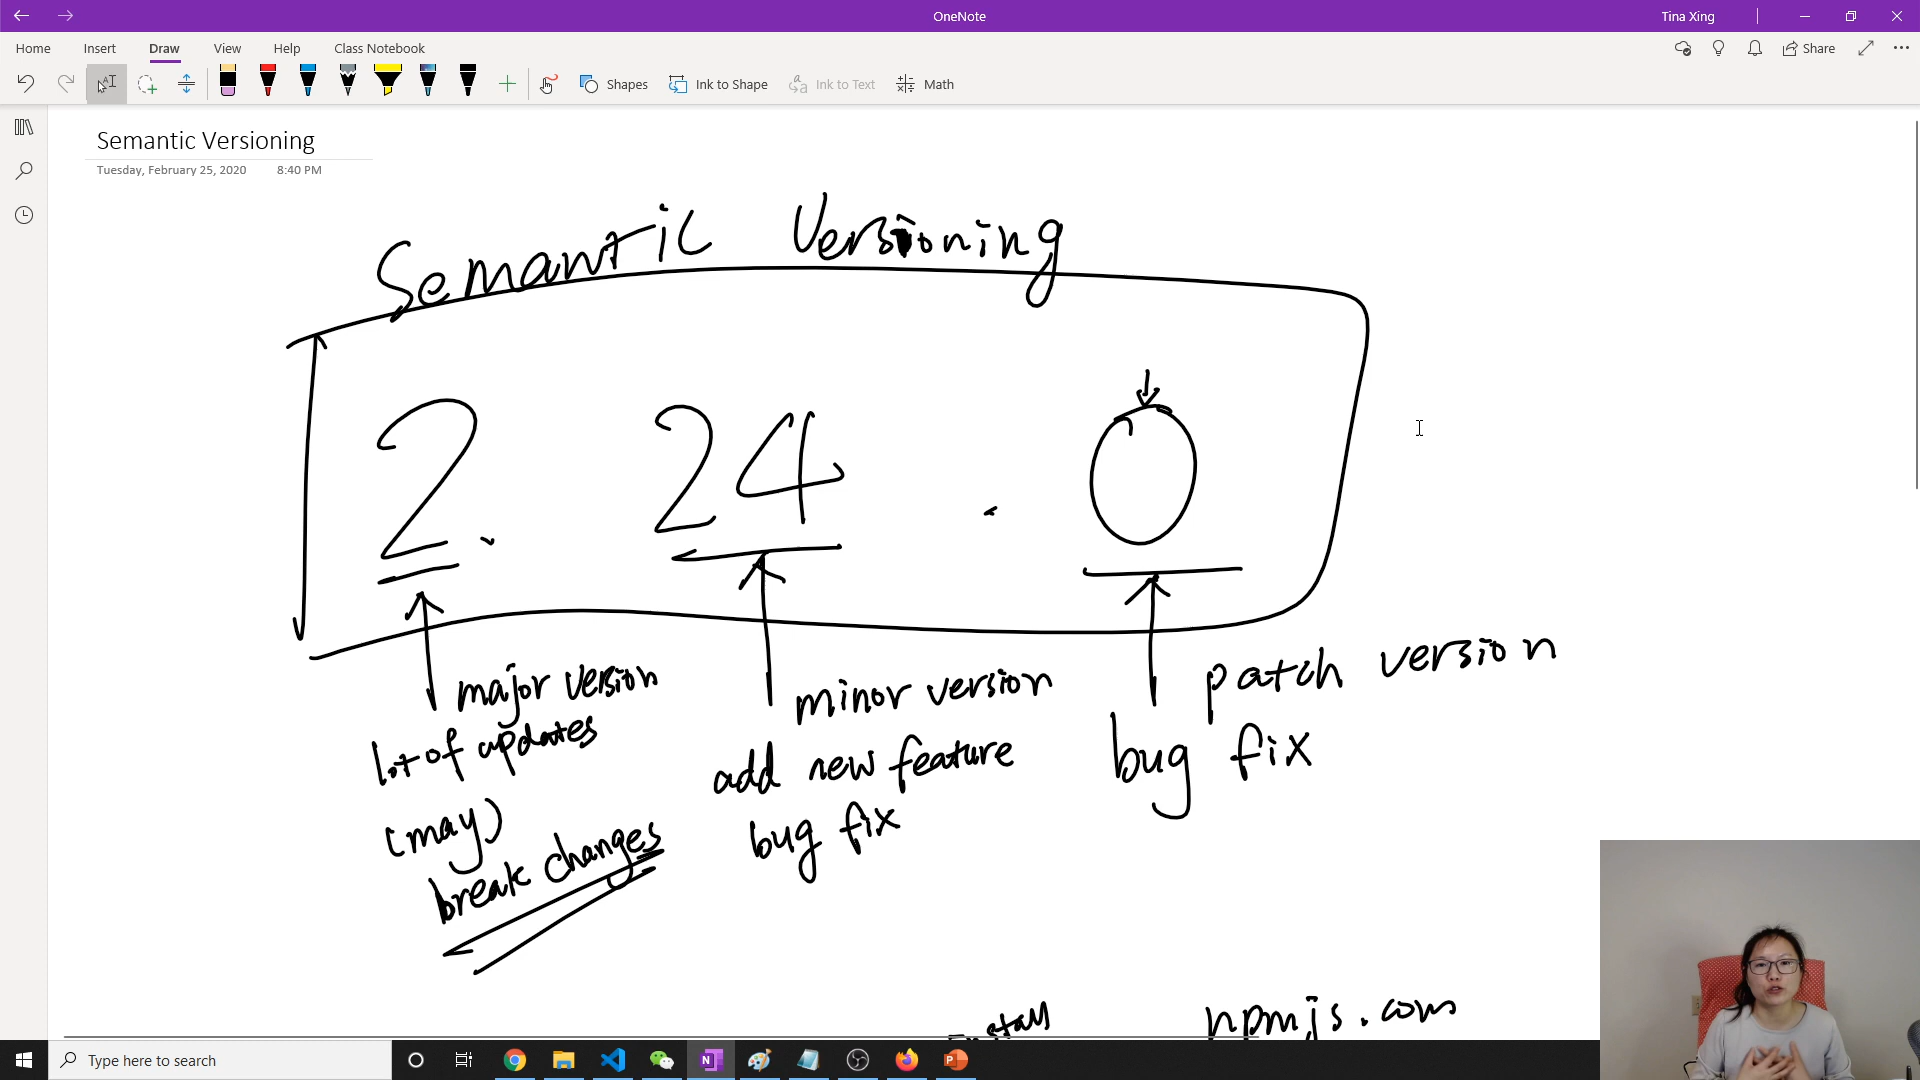 OneNote
Tina Xing
Home Insert Draw View Help Class Notebook
Share
Shapes Ink to Shape Ink to Text Math
Semantic Versioning
Tuesday, February 25, 2020 8:40 PM
Semantic Versioning
2. 24 . 0
major version
lot of updates
(may)
break changes
minor version
add new feature
bug fix
patch version
bug fix
npmjs.com
Type here to search